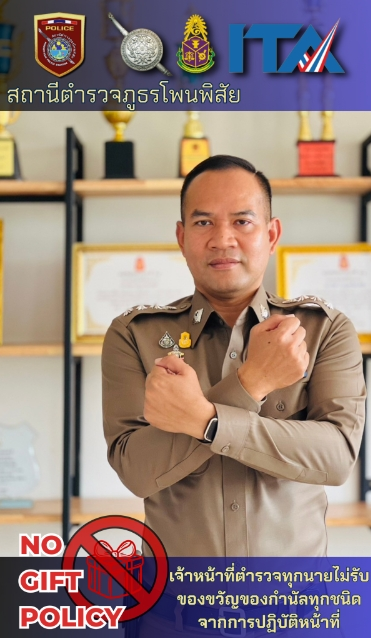 POLICE
ITA
สถานีตำรวจภูธรโพนพิสัย
NO
GIFT
POLICY
เจ้าหน้าที่ตำรวจทุกนายไม่รับ
ของขวัญของกำนัลทุกชนิด
จากการปฏิบัติหน้าที่